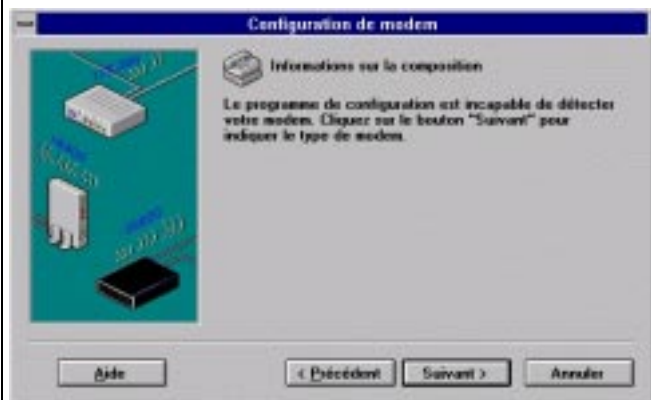 Configuration de modem
Informations sur la composition
Le programme de configuration est incapable de détecter
votre modem. Cliquez sur le bouton "Suivant" pour
indiquer le type de modem.
Aide
< Précédent
Suivant >
Annuler